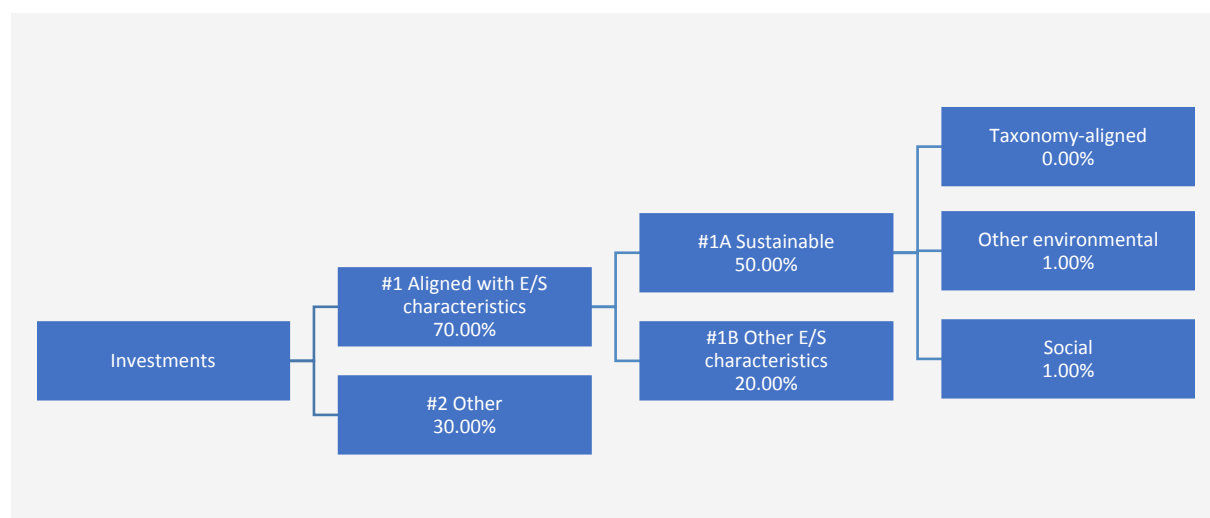 Investments
#1 Aligned with E/S
characteristics
70.00%
#2 Other
30.00%
#1A Sustainable
50.00%
#1B Other E/S
characteristics
20.00%
Taxonomy-aligned
0.00%
Other environmental
1.00%
Social
1.00%